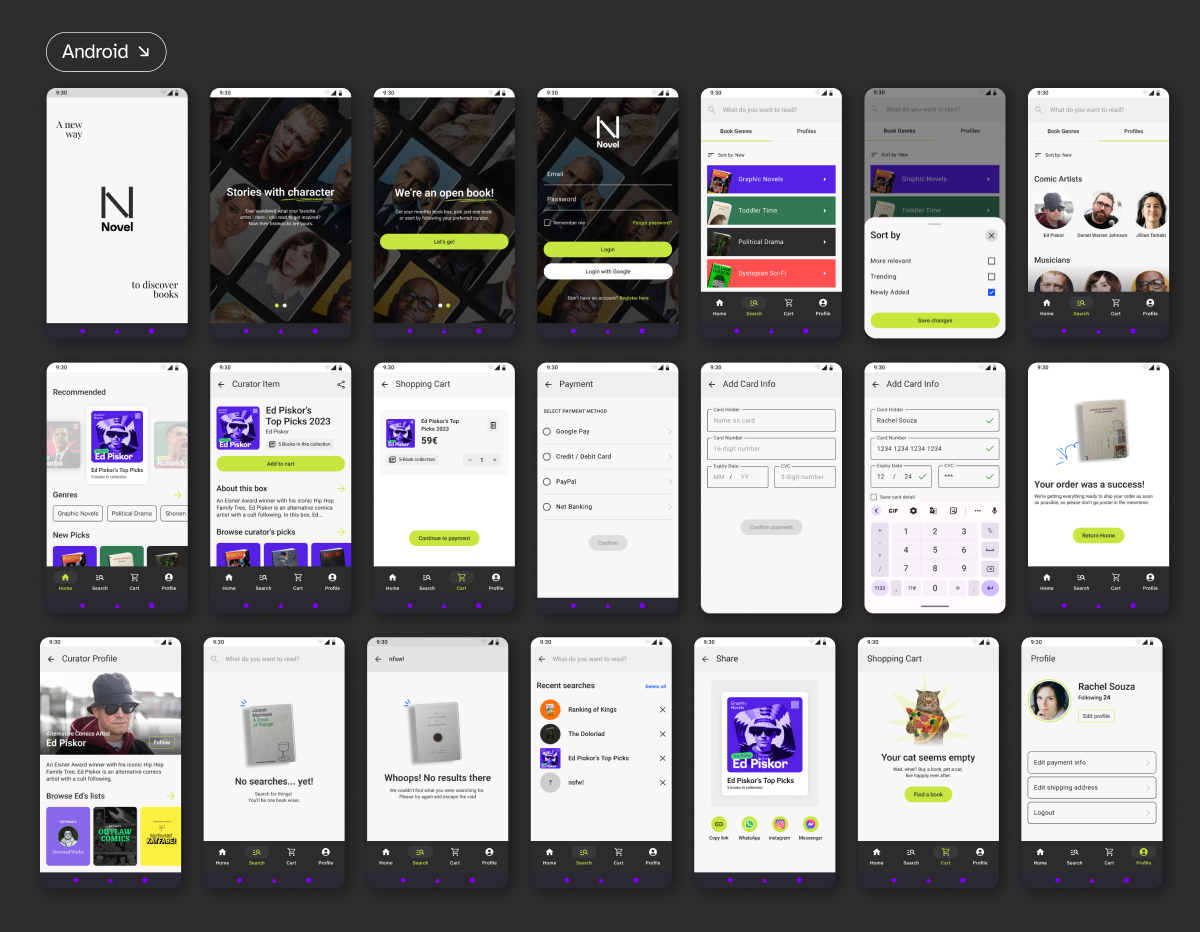 Android
9:30
A new
way
Novel
to discover
books
9:30
Stories with character
Ever wondered what your favorite
artist / hero / idol read to get inspired?
Now their brainpicks are yours.
9:30
We're an open book!
Get your monthly book box, pick just one book
or start by following your preferred curator.
Let's go!
9:30
Novel
Email
Password
Remember me
Forgot password?
Login
Login with Google
Don't have an account? Register here
9:30
What do you want to read?
Book Genres
Profiles
Sort by: New
Graphic Novels
Toddler Time
Political Drama
Dystopian Sci-Fi
Home
Search
Cart
Profile
9:30
What do you want to read?
Book Genres
Profiles
Sort by: New
Graphic Novels
Toddler Time
Sort by
More relevant
Trending
Newly Added
Save changes
9:30
What do you want to read?
Book Genres
Profiles
Sort by: New
Comic Artists
Ed Piskor
Daniel Warren Johnson
Jillian Tamaki
Musicians
Home
Search
Cart
Profile
9:30
Recommended
Ed Piskor
Ed Piskor's Top Picks
5 books in collection
Genres
Graphic Novels
Political Drama
Shonen
New Picks
Home
Search
Cart
Profile
9:30
Curator Item
Ed Piskor
Ed Piskor's
Top Picks 2023
Ed Piskor
5 Books in this collection
Add to cart
About this box
An Eisner Award winner with his iconic Hip Hop
Family Tree, Ed Piskor is an alternative comics
artist with a cult following. In this box, Ed...
Browse curator's picks
Home
Search
Cart
Profile
9:30
Shopping Cart
Ed Piskor
Ed Piskor's Top
Picks 2023
59€
5-Book collection
- 1 +
Continue to payment
Home
Search
Cart
Profile
9:30
Payment
SELECT PAYMENT METHOD
Google Pay
Credit / Debit Card
PayPal
Net Banking
Confirm
9:30
Add Card Info
Card Holder
Name on card
Card Number
16-digit number
Expiry Date
MM / YY
CVC
3-digit number
Confirm payment
9:30
Add Card Info
Card Holder
Rachel Souza
Card Number
1234 1234 1234 1234
Expiry Date
12 / 24
CVC
***
Save card detail
GIF
+ 1 2 3 %
- 4 5 6
/ 7 8 9
?123 , !?# 0 = .
9:30
Your order was a success!
We're getting everything ready to ship your order as soon
as possible, so please don't go postal in the meantime.
Return Home
Home
Search
Cart
Profile
9:30
Curator Profile
Alternative Comics Artist
Ed Piskor
Follow
An Eisner Award winner with his iconic Hip Hop
Family Tree, Ed Piskor is an alternative comics
artist with a cult following.
Browse Ed's lists
Personal Works
OUTLAW
COMICS
KAYFABE!
Home
Search
Cart
Profile
9:30
What do you want to read?
Jasper
Morrison
A Book
of Things
No searches... yet!
Search for things!
You'll be one book wiser.
Home
Search
Cart
Profile
9:30
nfsw!
Whoops! No results there
We couldn't find what you were searching for.
Please try again and escape the void
Home
Search
Cart
Profile
9:30
What do you want to read?
Recent searches
Delete all
Ranking of Kings
The Doloriad
Ed Piskor's Top Picks
?
nsfw!
Home
Search
Cart
Profile
9:30
Share
Graphic
Novels
Ed Piskor
Ed Piskor's Top Picks
5 books in collection
Copy link
WhatsApp
Instagram
Messenger
9:30
Shopping Cart
Your cat seems empty
Wait, what? Buy a book, pet a cat,
live happily ever after.
Find a book
Home
Search
Cart
Profile
9:30
Profile
Rachel Souza
Following 24
Edit profile
Edit payment info
Edit shipping address
Logout
Home
Search
Cart
Profile